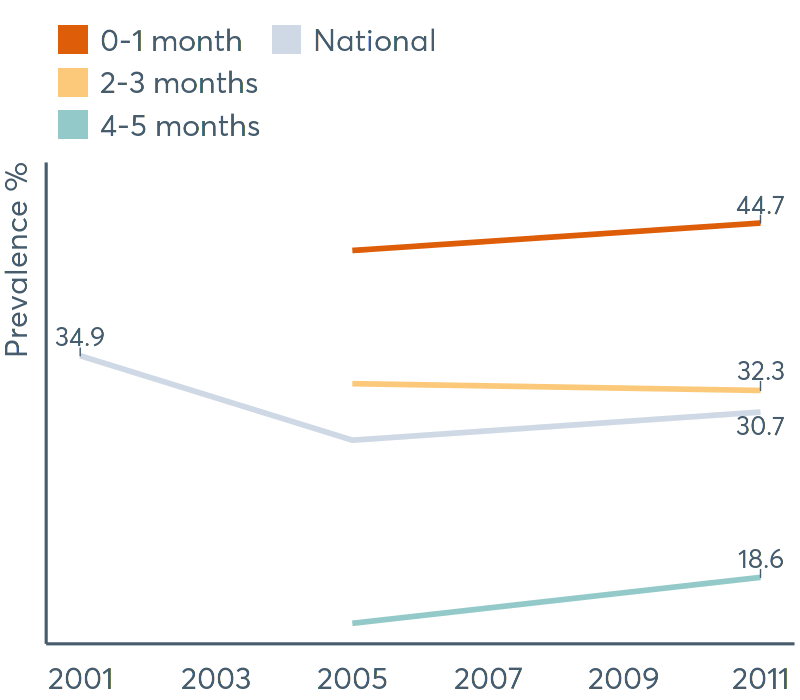 0-1 month
National
2-3 months
4-5 months
Prevalence %
44.7
34.9
32.3
30.7
18.6
2001 2003 2005 2007 2009 2011